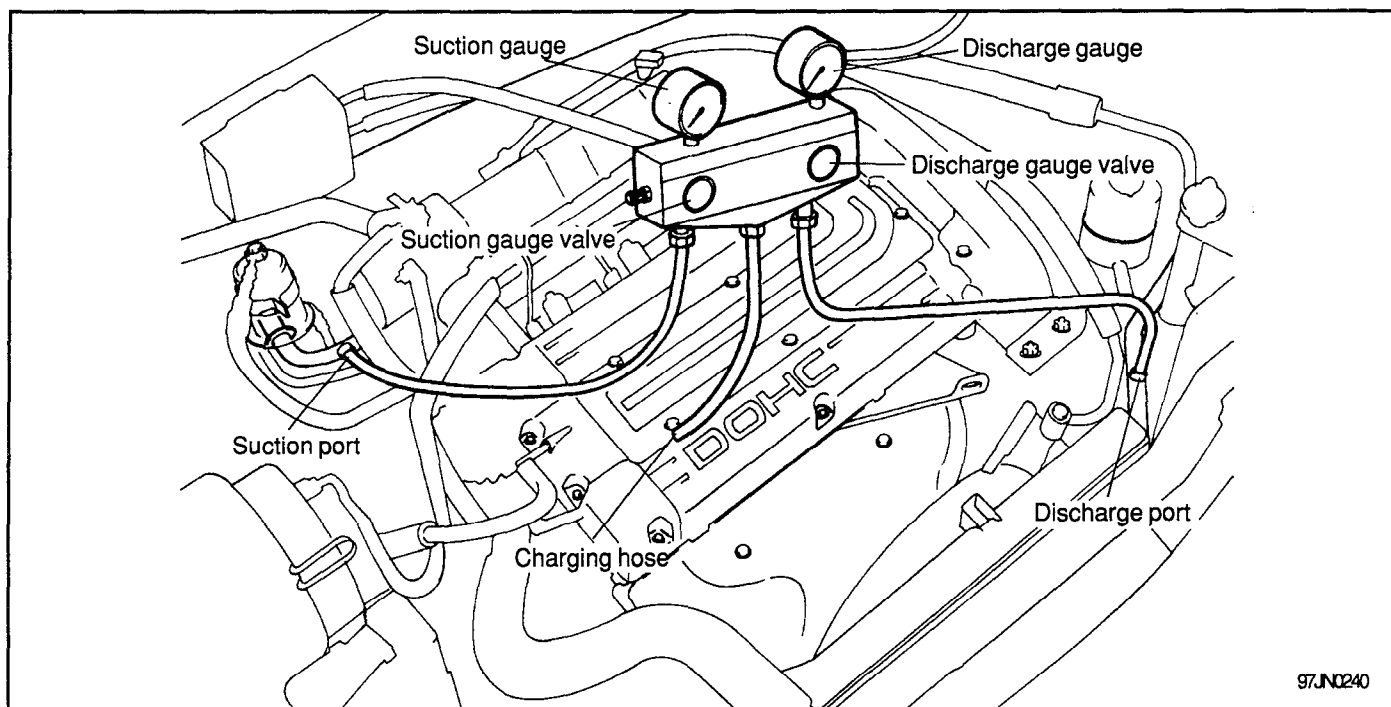 Suction gauge
Discharge gauge
Discharge gauge valve
Suction gauge valve
DOHC
Suction port
Discharge port
Charging hose
97JN0240